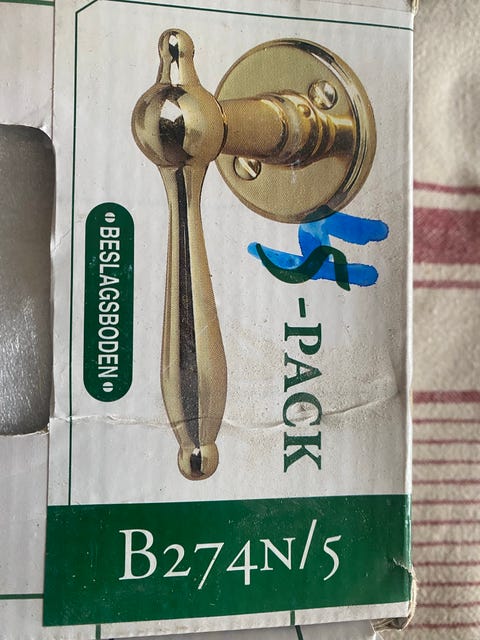 •BESLAGSBODEN•
4
5-PACK
B274N/5